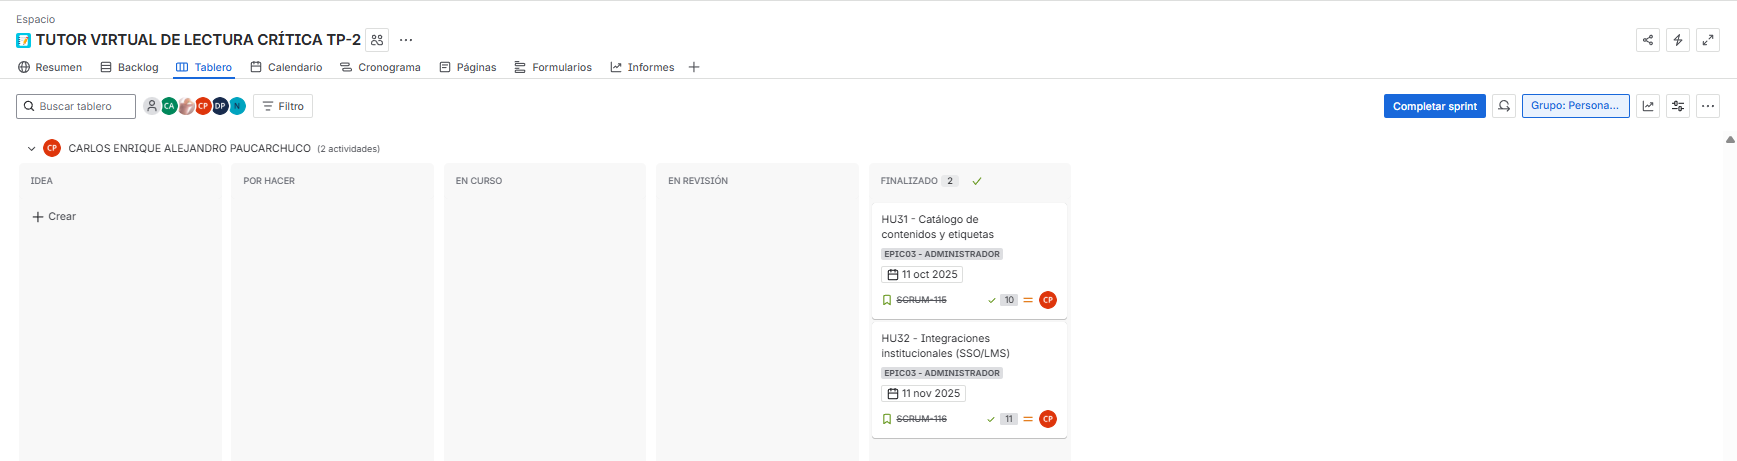 Espacio
TUTOR VIRTUAL DE LECTURA CRÍTICA TP-2
Resumen
Backlog
Tablero
Calendario
Cronograma
Páginas
Formularios
Informes
Buscar tablero
CA
CP
DP
N
Filtro
Completar sprint
Grupo: Persona...
CP
CARLOS ENRIQUE ALEJANDRO PAUCARCHUCO (2 actividades)
IDEA
POR HACER
EN CURSO
EN REVISIÓN
FINALIZADO 2
Crear
HU31 - Catálogo de
contenidos y etiquetas
EPIC03 - ADMINISTRADOR
11 oct 2025
SCRUM-115
10
CP
HU32 - Integraciones
institucionales (SSO/LMS)
EPIC03 - ADMINISTRADOR
11 nov 2025
SCRUM-116
11
CP